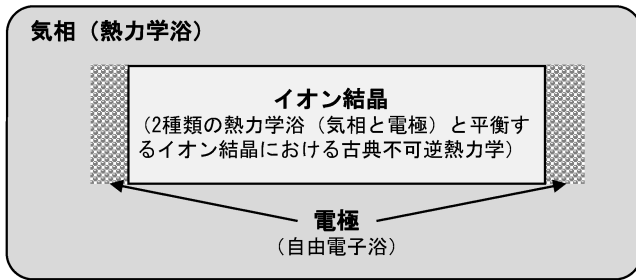 気相（熱力学浴）
イオン結晶
（2種類の熱力学浴（気相と電極）と平衡す
るイオン結晶における古典不可逆熱力学）
電極
（自由電子浴）